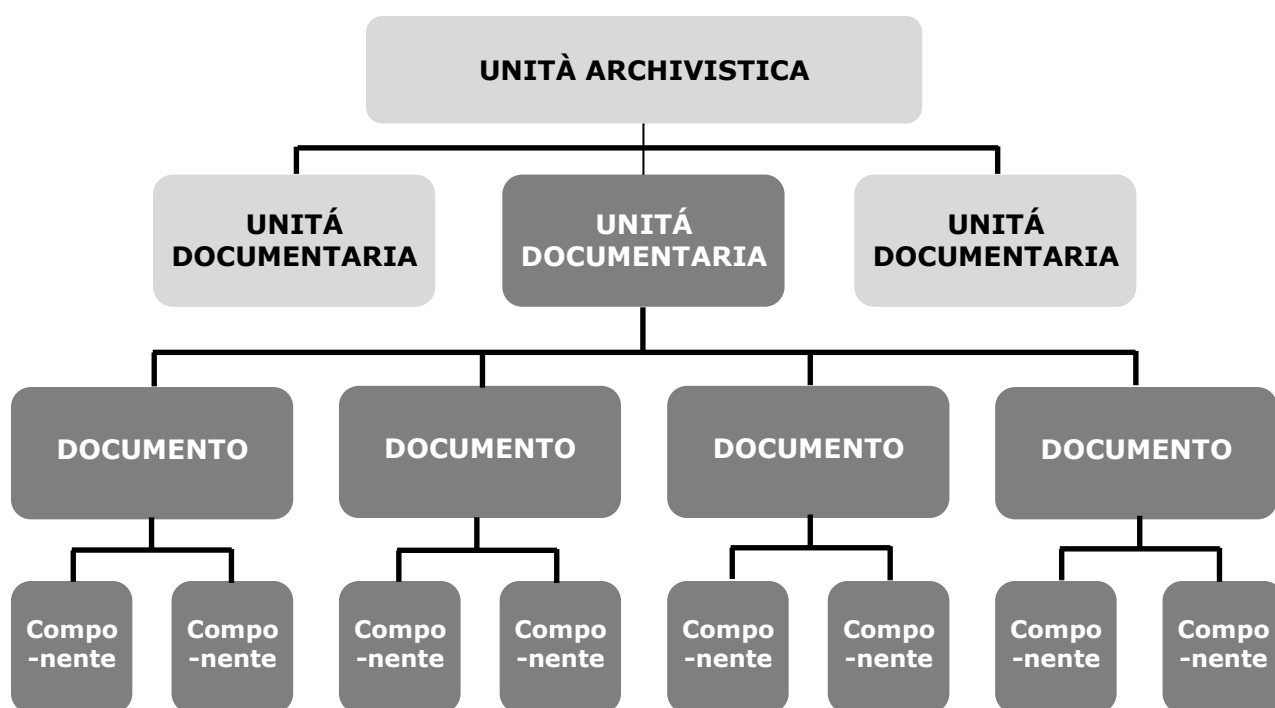 UNITÀ ARCHIVISTICA
UNITÁ
DOCUMENTARIA
UNITÁ
DOCUMENTARIA
UNITÁ
DOCUMENTARIA
DOCUMENTO
DOCUMENTO
DOCUMENTO
DOCUMENTO
Compo
-nente
Compo
-nente
Compo
-nente
Compo
-nente
Compo
-nente
Compo
-nente
Compo
-nente
Compo
-nente